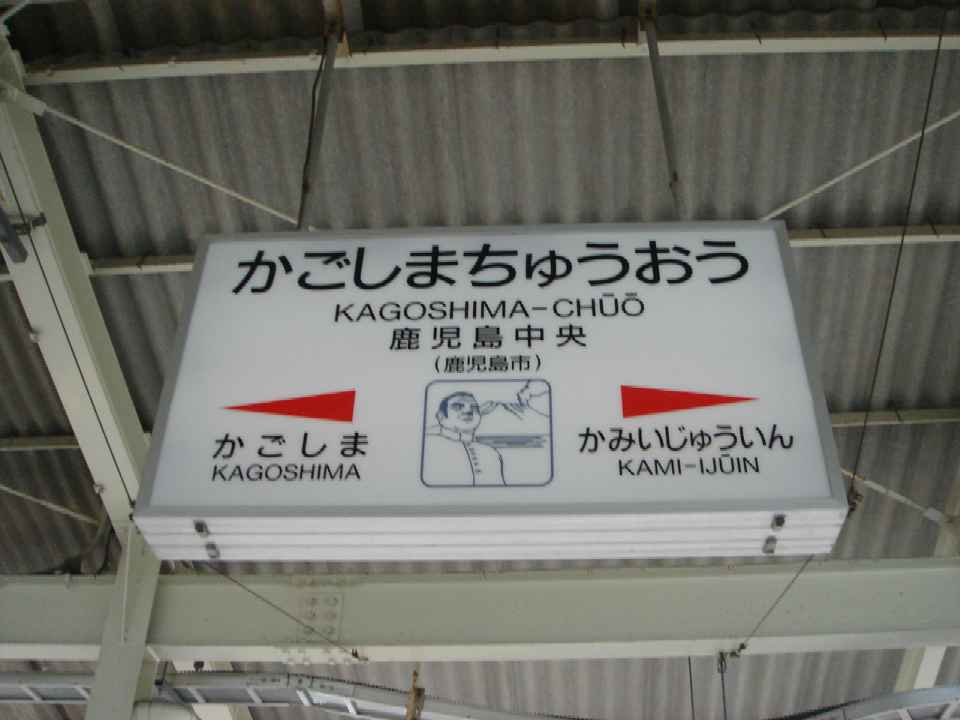 かごしまちゅうおう
KAGOSHIMA-CHŪŌ
鹿児島中央
(鹿児島市)
かごしま
KAGOSHIMA
かみいじゅういん
KAMI-IJŪIN